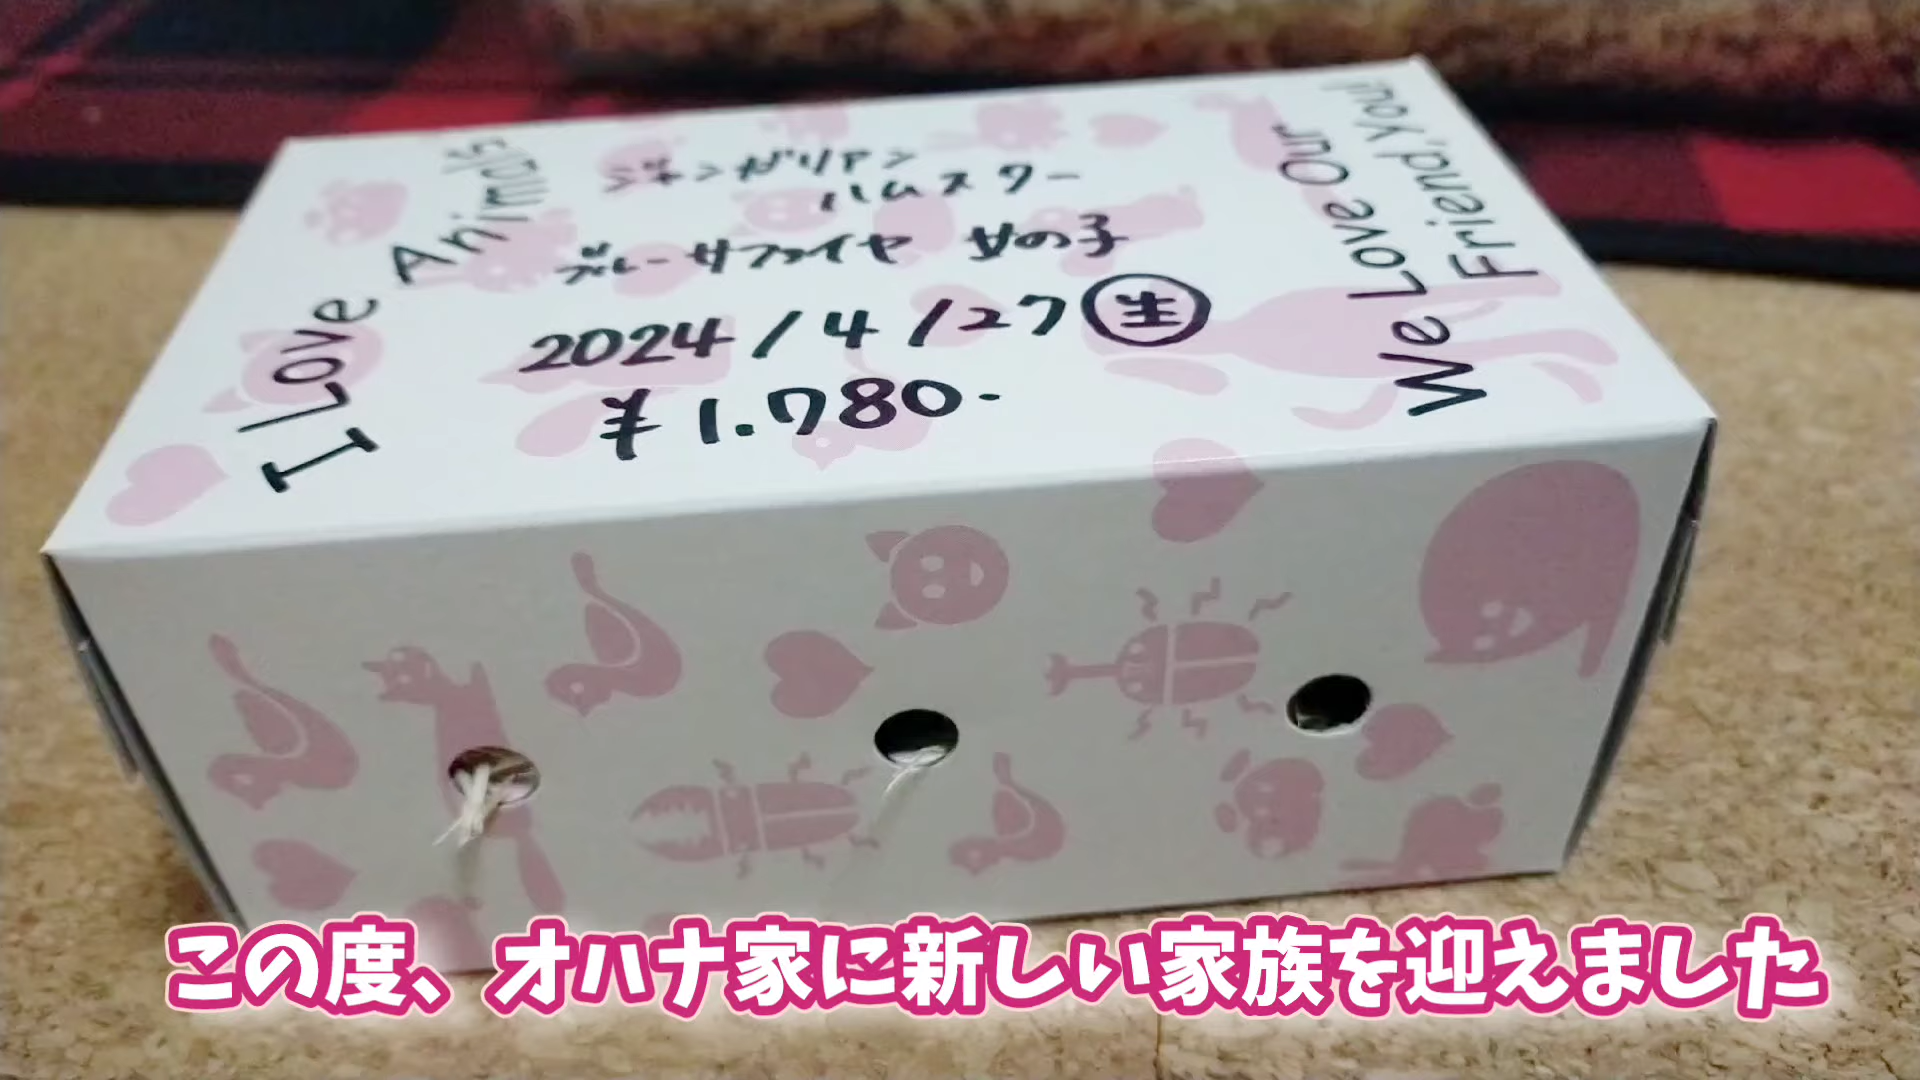 I Love Animals
ジャンガリアン
ハムスター
ブルーサファイヤ 女の子
2024/4/27 生
¥1.780.
We Love Our
Friend, You!
この度、オハナ家に新しい家族を迎えました